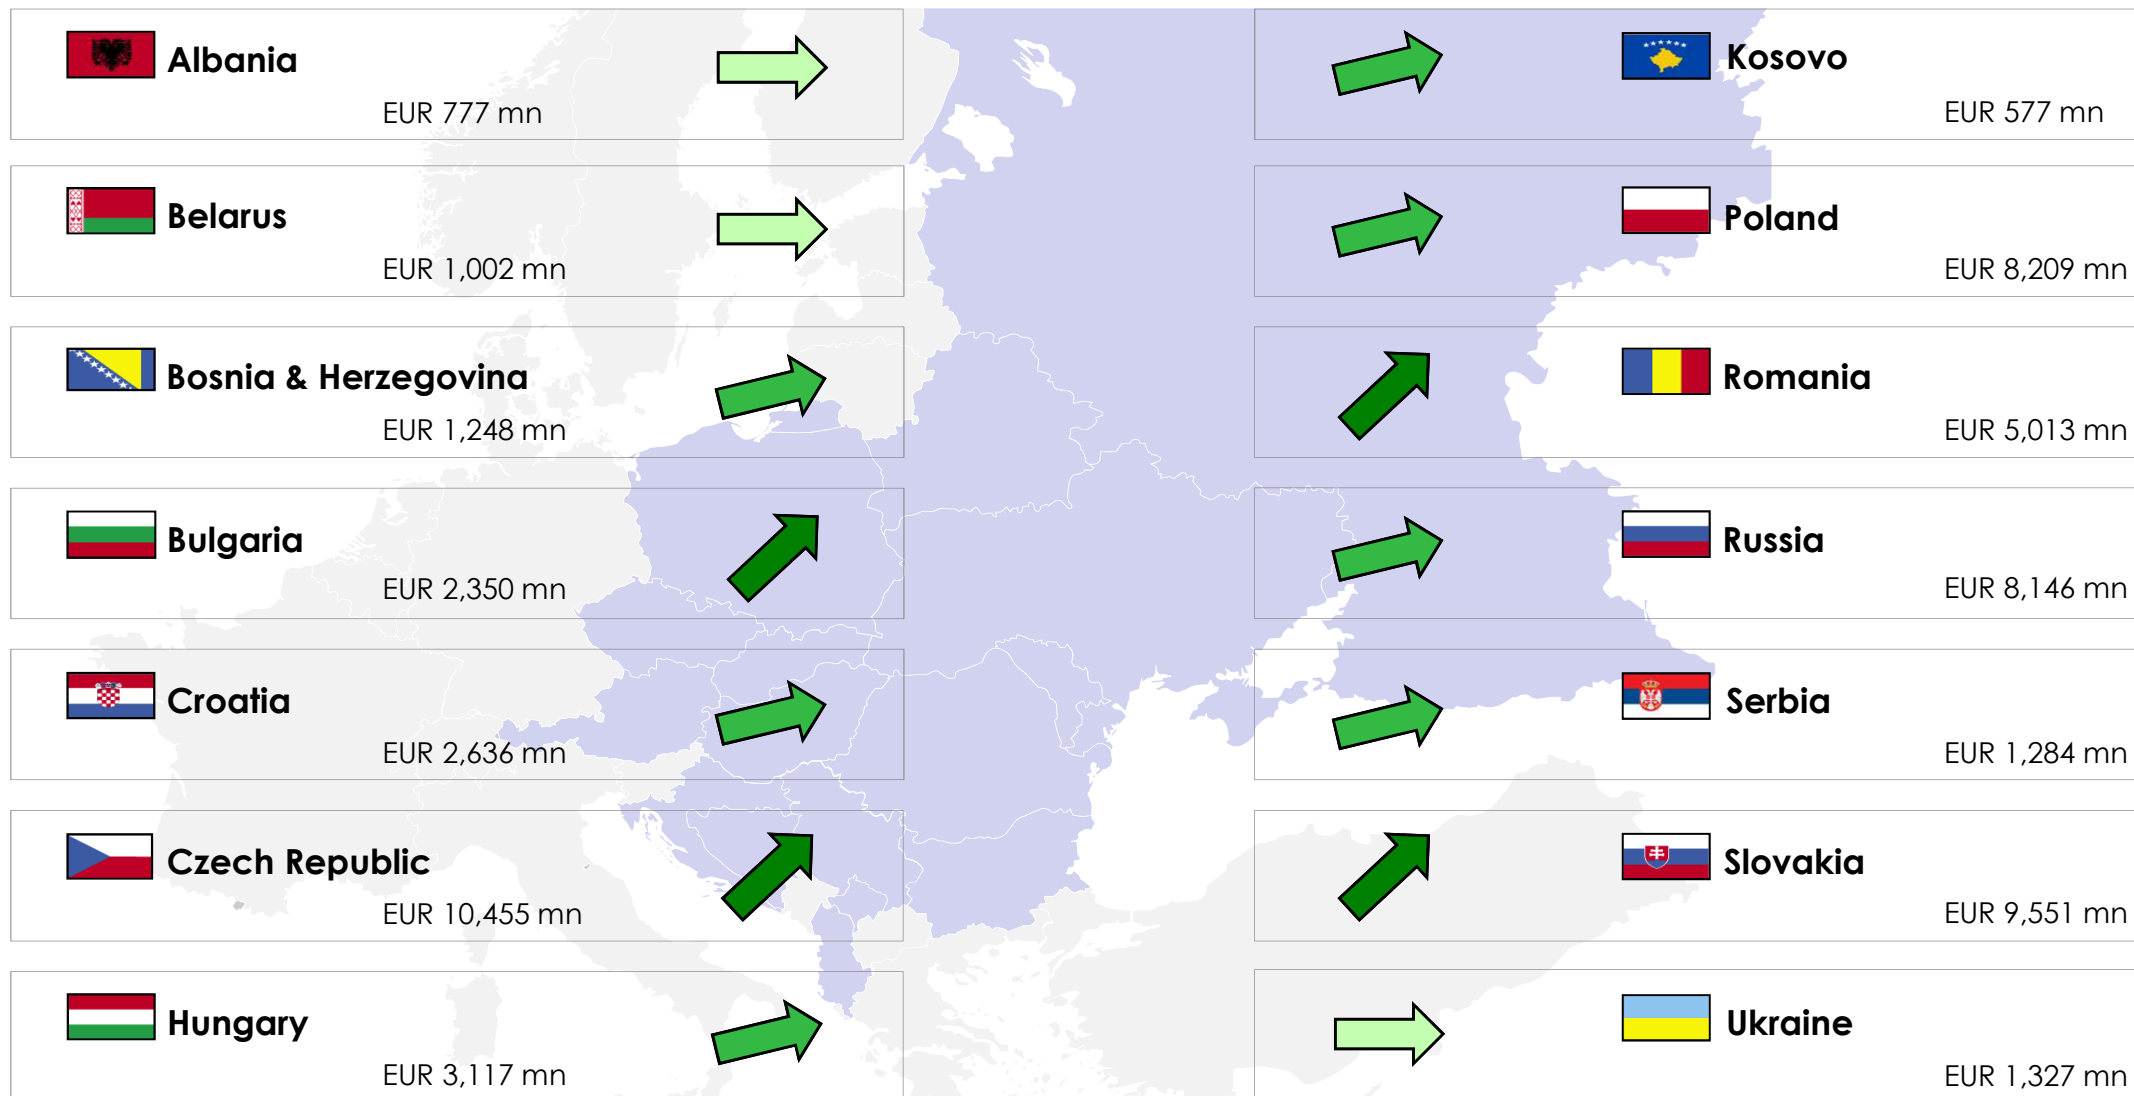 Albania
EUR 777 mn
Belarus
EUR 1,002 mn
Bosnia & Herzegovina
EUR 1,248 mn
Bulgaria
EUR 2,350 mn
Croatia
EUR 2,636 mn
Czech Republic
EUR 10,455 mn
Hungary
EUR 3,117 mn
Kosovo
EUR 577 mn
Poland
EUR 8,209 mn
Romania
EUR 5,013 mn
Russia
EUR 8,146 mn
Serbia
EUR 1,284 mn
Slovakia
EUR 9,551 mn
Ukraine
EUR 1,327 mn